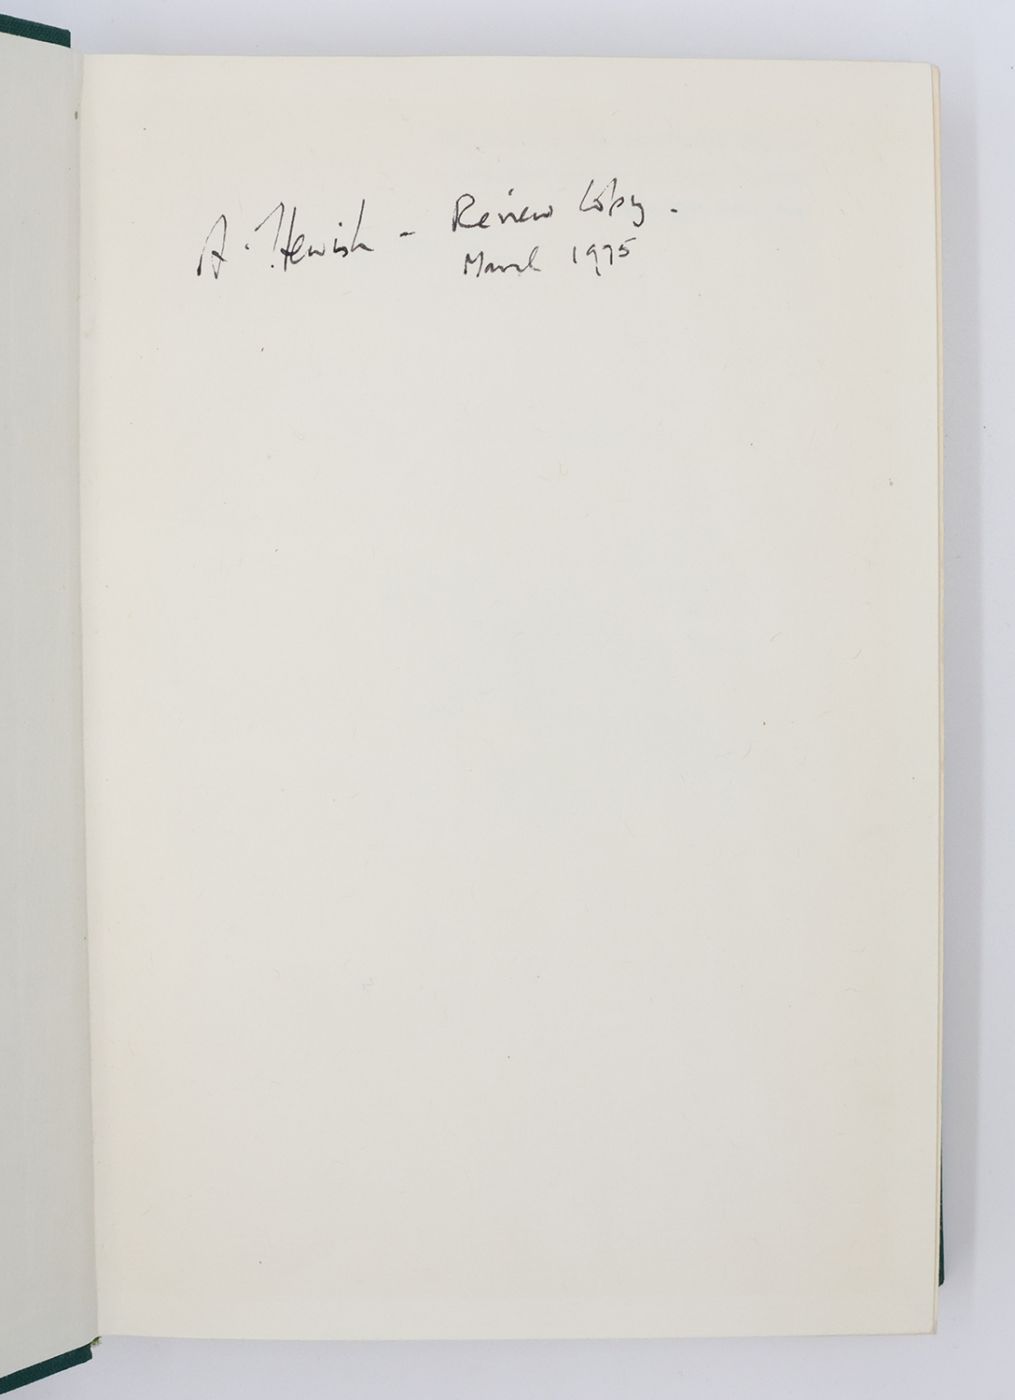 A. Hewish - Review Copy.
March 1975